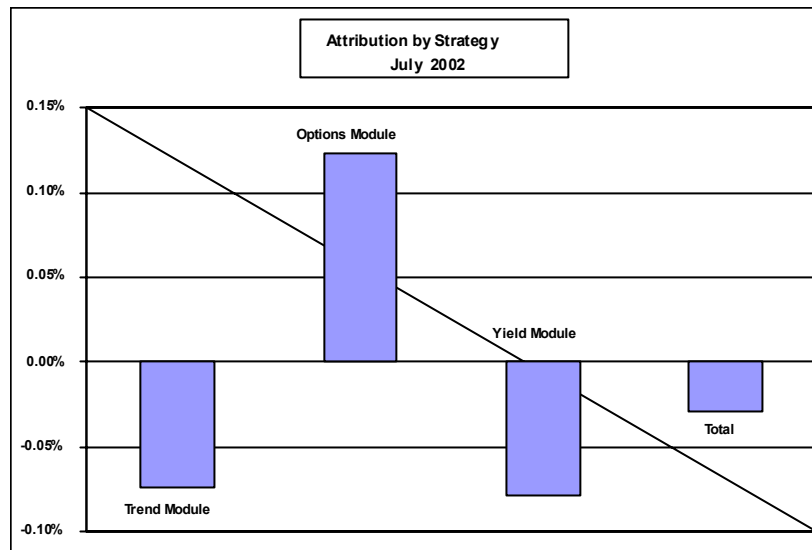 Attribution by Strategy
July 2002
0.15%
Options Module
0.10%
0.05%
Yield Module
0.00%
Total
-0.05%
Trend Module
-0.10%